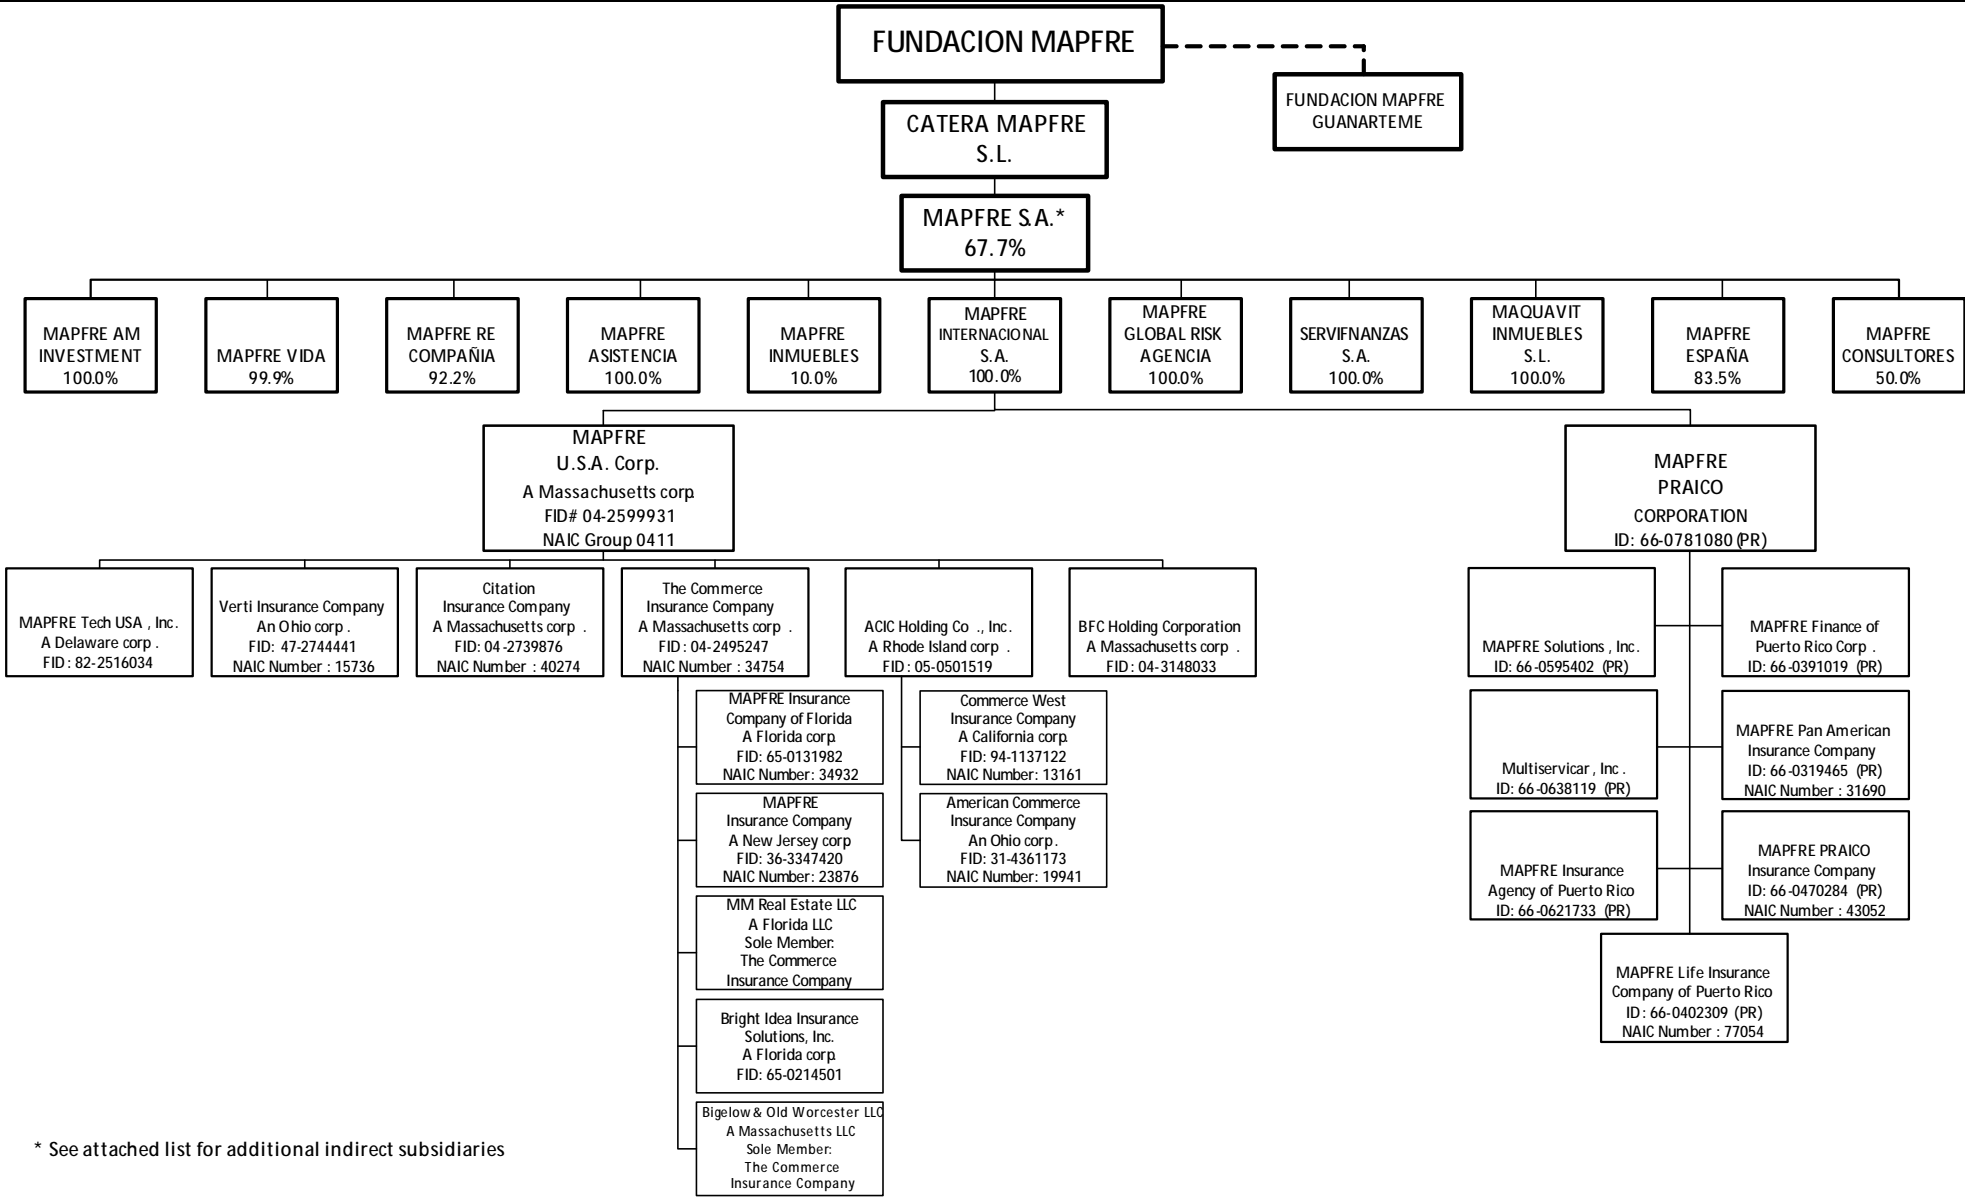 FUNDACION MAPFRE
FUNDACION MAPFRE
GUANARTEME
CATERA MAPFRE
S.L.
MAPFRE S.A.*
67.7%
MAPFRE AM
INVESTMENT
100.0%
MAPFRE VIDA
99.9%
MAPFRE RE
COMPAÑIA
92.2%
MAPFRE
ASISTENCIA
100.0%
MAPFRE
INMUEBLES
10.0%
MAPFRE
INTERNACIONAL
S.A.
100.0%
MAPFRE
GLOBAL RISK
AGENCIA
100.0%
SERVIFNANZAS
S.A.
100.0%
MAQUAVIT
INMUEBLES
S.L.
100.0%
MAPFRE
ESPAÑA
83.5%
MAPFRE
CONSULTORES
50.0%
MAPFRE
U.S.A. Corp.
A Massachusetts corp.
FID# 04-2599931
NAIC Group 0411
MAPFRE
PRAICO
CORPORATION
ID: 66-0781080 (PR)
MAPFRE Tech USA , Inc.
A Delaware corp .
FID: 82-2516034
Verti Insurance Company
An Ohio corp .
FID: 47-2744441
NAIC Number : 15736
Citation
Insurance Company
A Massachusetts corp .
FID: 04-2739876
NAIC Number : 40274
The Commerce
Insurance Company
A Massachusetts corp .
FID: 04-2495247
NAIC Number : 34754
ACIC Holding Co ., Inc.
A Rhode Island corp .
FID: 05-0501519
BFC Holding Corporation
A Massachusetts corp .
FID: 04-3148033
MAPFRE Insurance
Company of Florida
A Florida corp.
FID: 65-0131982
NAIC Number: 34932
MAPFRE
Insurance Company
A New Jersey corp
FID: 36-3347420
NAIC Number: 23876
MM Real Estate LLC
A Florida LLC
Sole Member:
The Commerce
Insurance Company
Bright Idea Insurance
Solutions, Inc.
A Florida corp.
FID: 65-0214501
Bigelow & Old Worcester LLC
A Massachusetts LLC
Sole Member:
The Commerce
Insurance Company
Commerce West
Insurance Company
A California corp.
FID: 94-1137122
NAIC Number: 13161
American Commerce
Insurance Company
An Ohio corp.
FID: 31-4361173
NAIC Number: 19941
MAPFRE Solutions , Inc.
ID: 66-0595402 (PR)
MAPFRE Finance of
Puerto Rico Corp .
ID: 66-0391019 (PR)
Multiservicar , Inc .
ID: 66-0638119 (PR)
MAPFRE Pan American
Insurance Company
ID: 66-0319465 (PR)
NAIC Number : 31690
MAPFRE Insurance
Agency of Puerto Rico
ID: 66-0621733 (PR)
MAPFRE PRAICO
Insurance Company
ID: 66-0470284 (PR)
NAIC Number : 43052
MAPFRE Life Insurance
Company of Puerto Rico
ID: 66-0402309 (PR)
NAIC Number : 77054
* See attached list for additional indirect subsidiaries